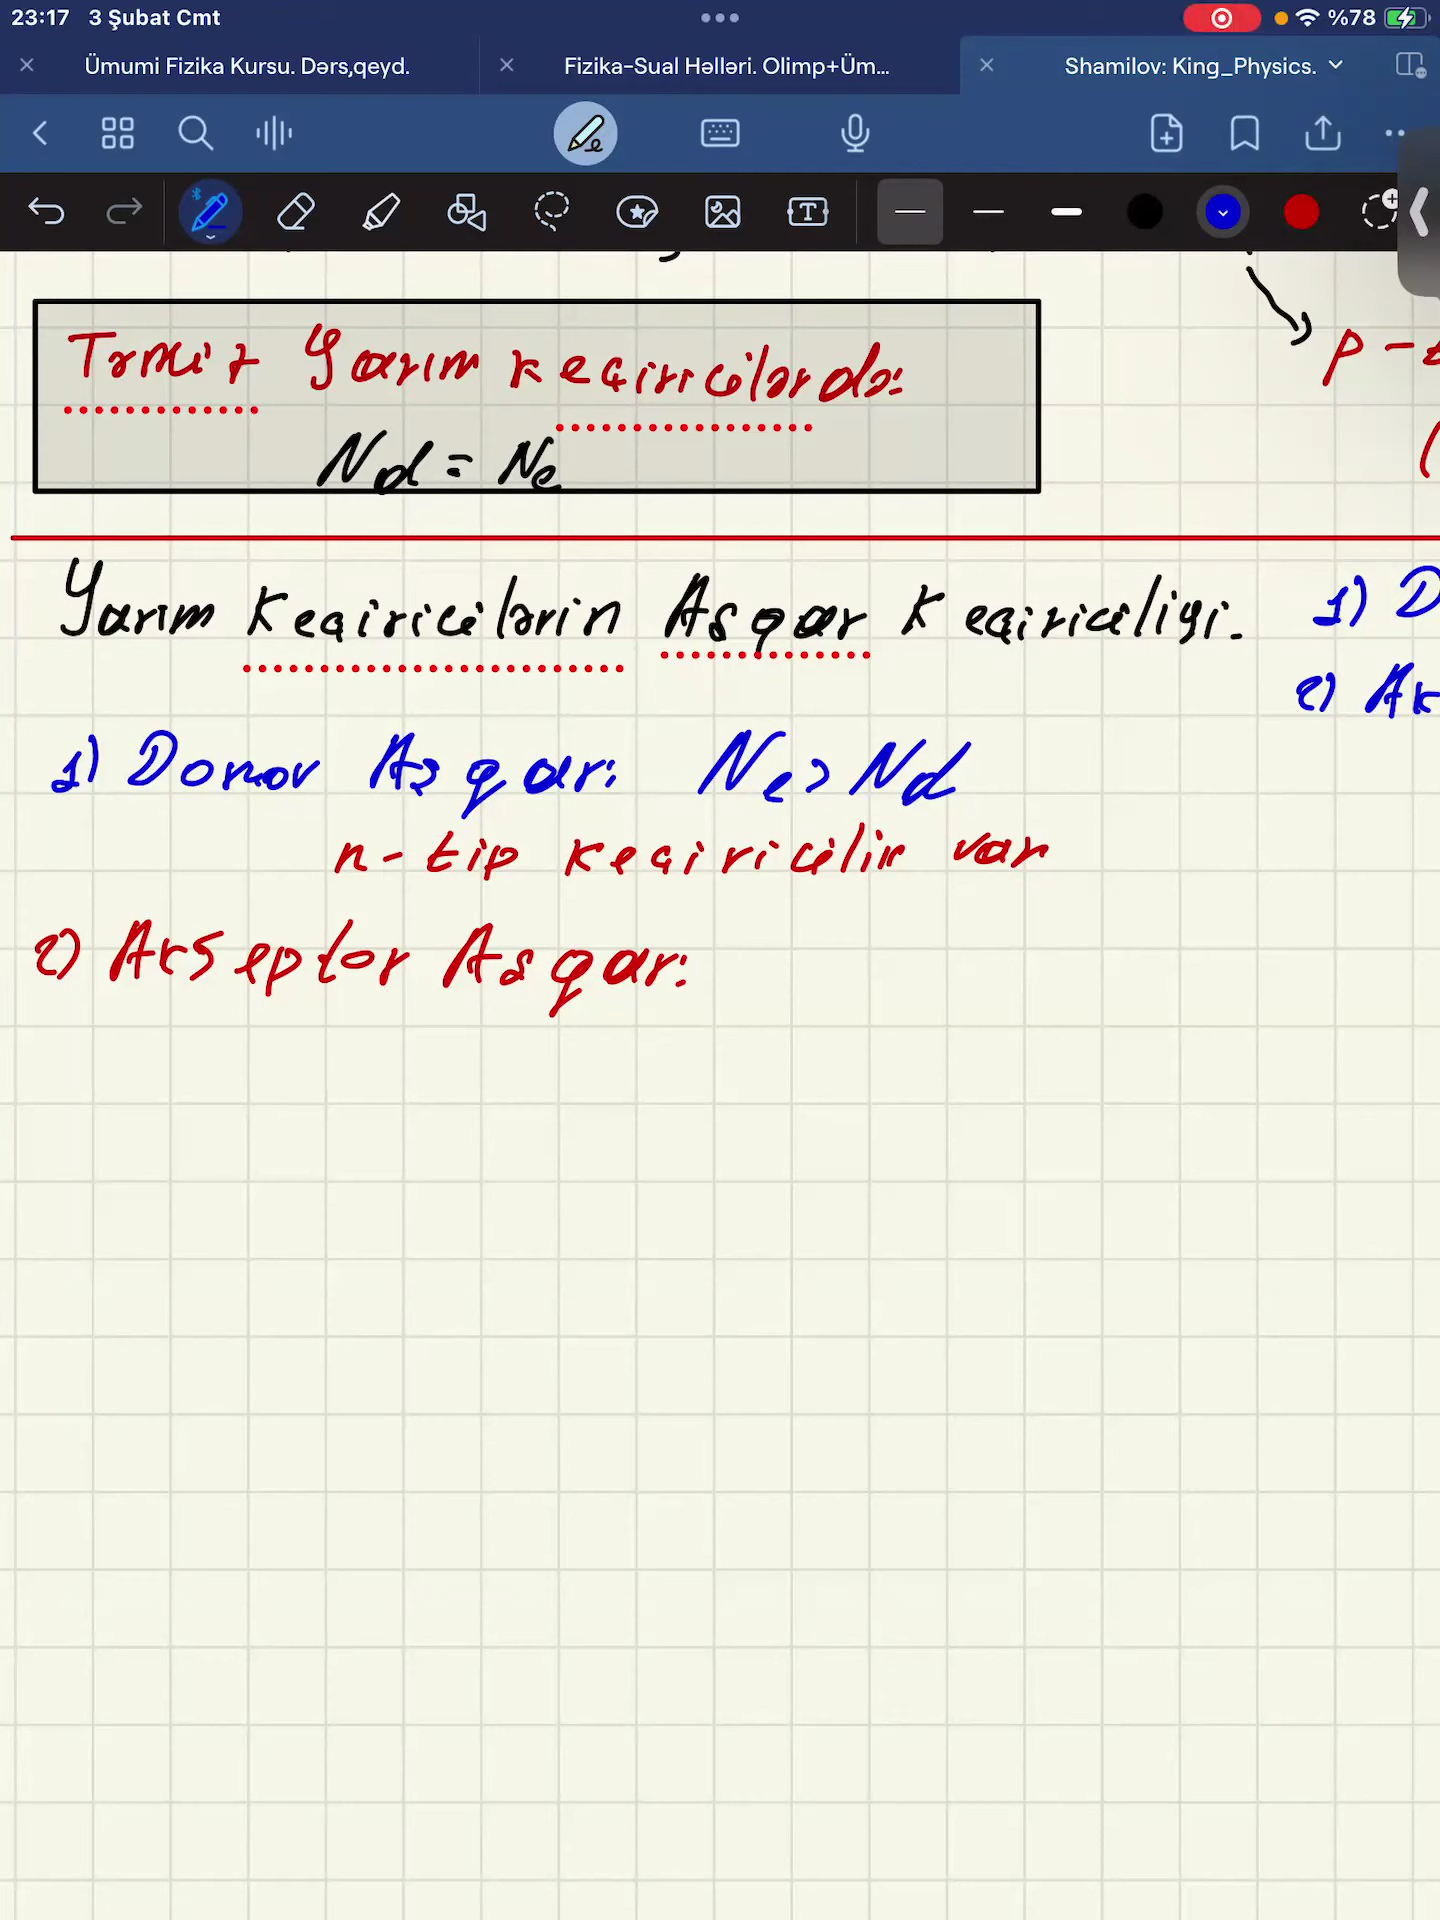 23:17 3 Şubat Cmt %78
Ümumi Fizika Kursu. Dərs,qeyd. Fizika-Sual Həlləri. Olimp+Üm... Shamilov: King_Physics.
Təmiz Yarım keçiricilərdə:
Nd = Ne
p-
(
Yarım Keçiricilərin Aşqar Keçiriciliyi. 1) D
2) Ak
1) Donor Aşqar: Ne > Nd
n-tip keçiricilik var
2) Akseptor Aşqar: